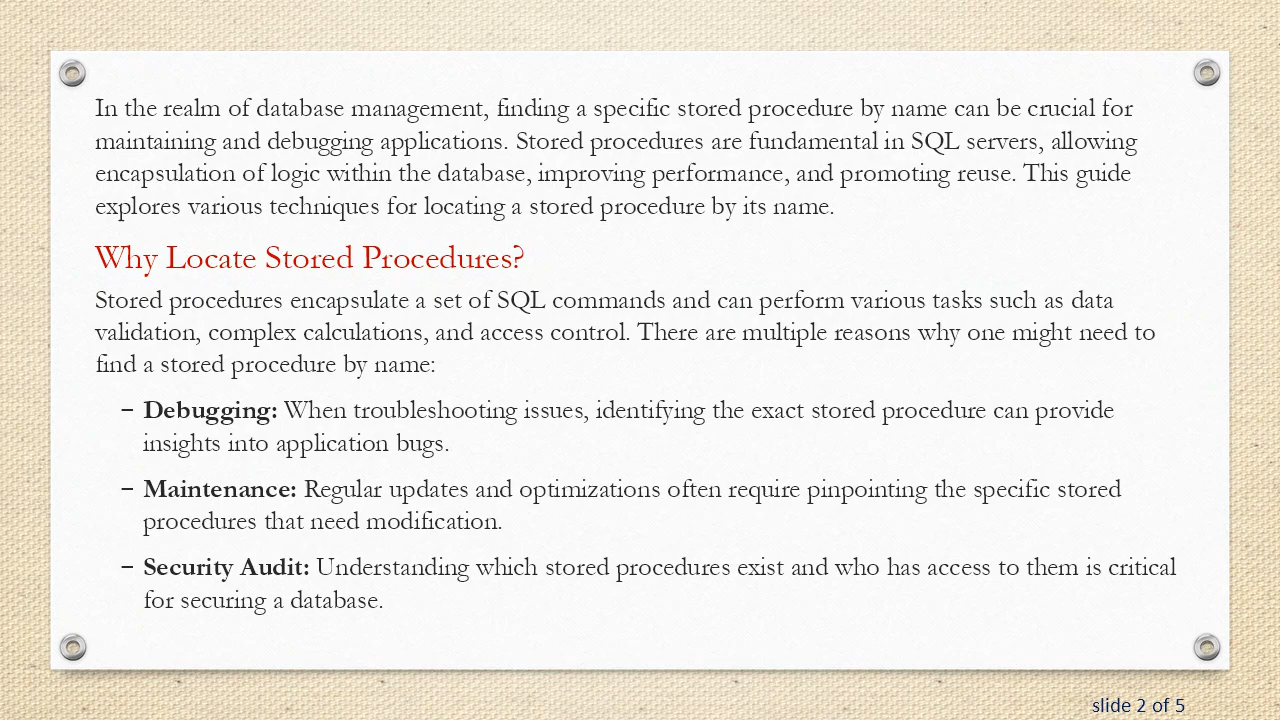 In the realm of database management, finding a specific stored procedure by name can be crucial for
maintaining and debugging applications. Stored procedures are fundamental in SQL servers, allowing
encapsulation of logic within the database, improving performance, and promoting reuse. This guide
explores various techniques for locating a stored procedure by its name.
Why Locate Stored Procedures?
Stored procedures encapsulate a set of SQL commands and can perform various tasks such as data
validation, complex calculations, and access control. There are multiple reasons why one might need to
find a stored procedure by name:
– Debugging: When troubleshooting issues, identifying the exact stored procedure can provide
insights into application bugs.
– Maintenance: Regular updates and optimizations often require pinpointing the specific stored
procedures that need modification.
– Security Audit: Understanding which stored procedures exist and who has access to them is critical
for securing a database.
slide 2 of 5